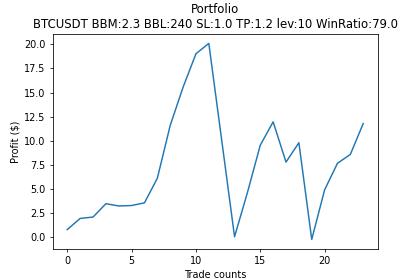 Portfolio
BTCUSDT BBM:2.3 BBL:240 SL:1.0 TP:1.2 lev:10 WinRatio:79.0
20.0
17.5
15.0
12.5
10.0
7.5
5.0
2.5
0.0
Profit ($)
0 5 10 15 20
Trade counts